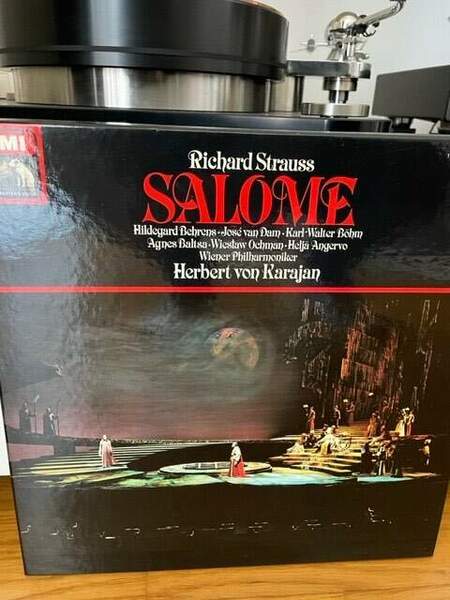 EMI
Richard Strauss
SALOME
Hildegard Behrens·José van Dam·Karl-Walter Böhm
Agnes Baltsa·Wiesław Ochman·Heljä Angervo
Wiener Philharmoniker
Herbert von Karajan